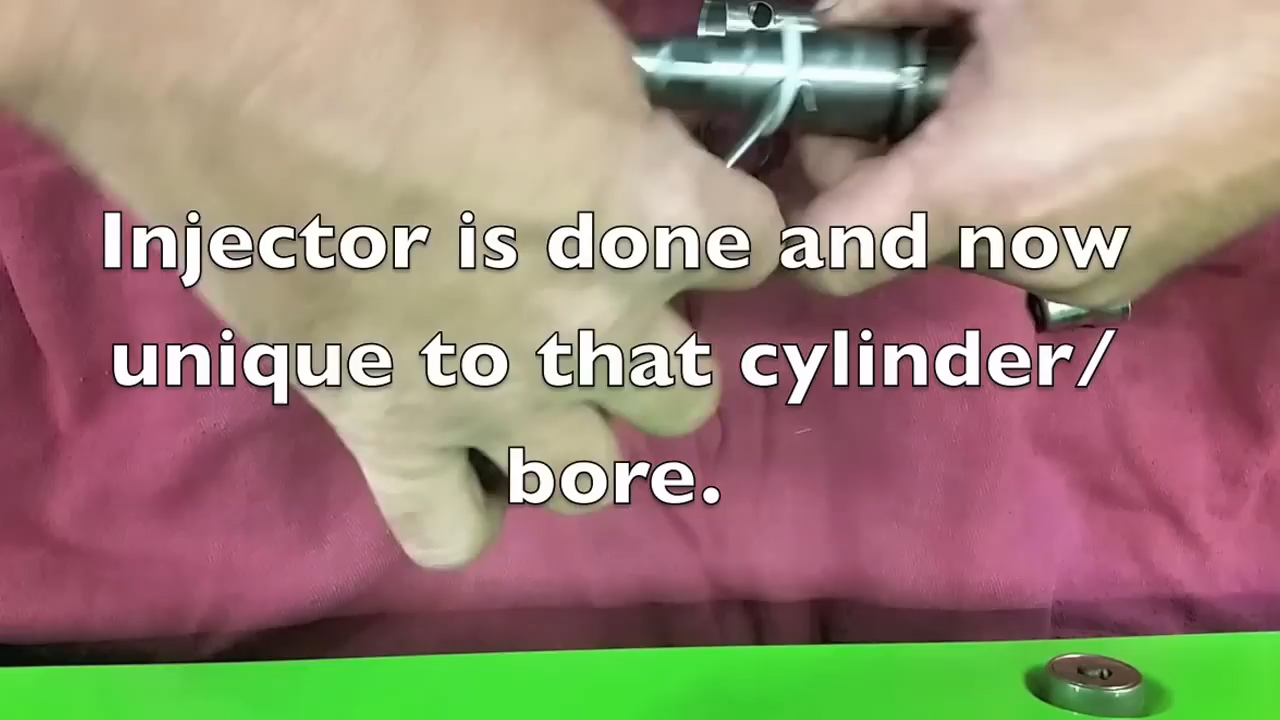 Injector is done and now
unique to that cylinder/
bore.